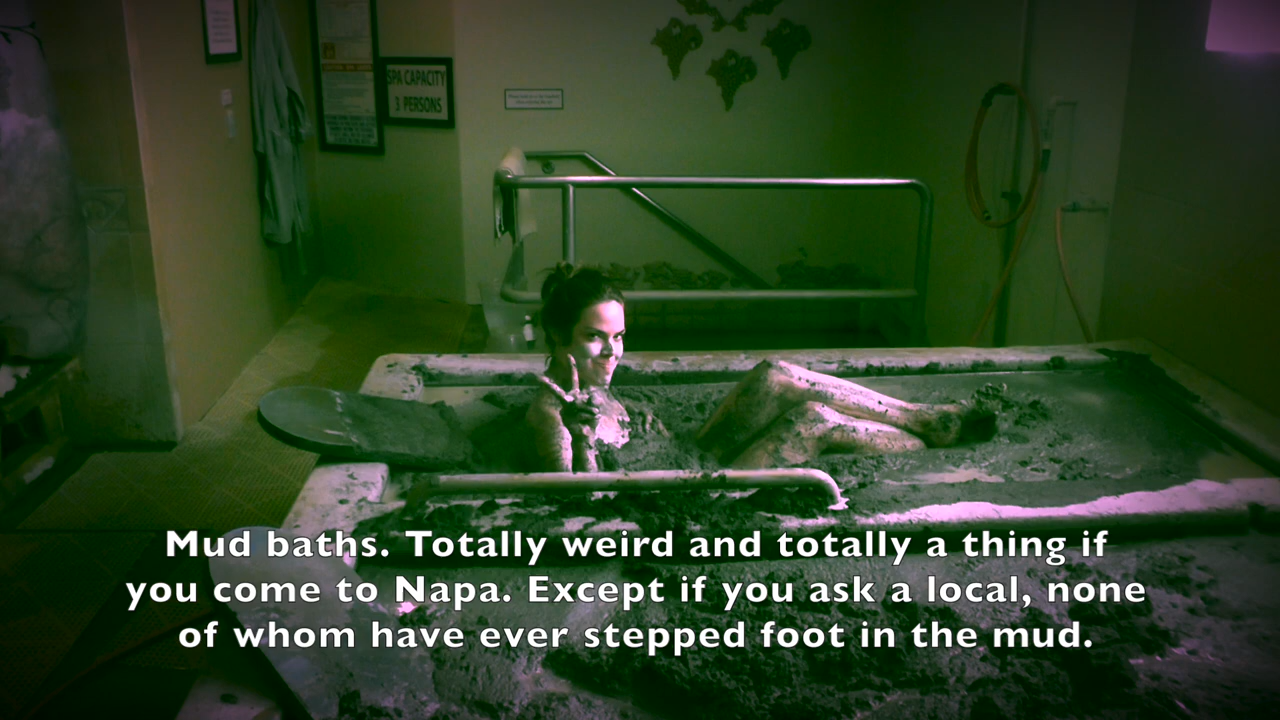 SPA CAPACITY
3 PERSONS
Mud baths. Totally weird and totally a thing if
you come to Napa. Except if you ask a local, none
of whom have ever stepped foot in the mud.